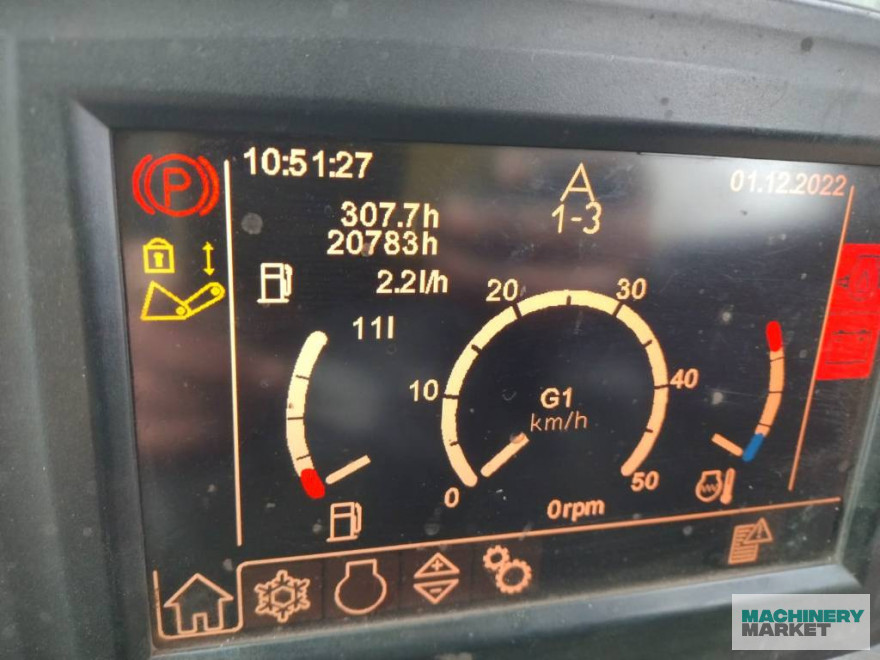 10:51:27
A
1-3
01.12.2022
307.7h
20783h
2.2l/h
11l
P
0
10
20
30
40
50
G1
km/h
0rpm
MACHINERY
MARKET